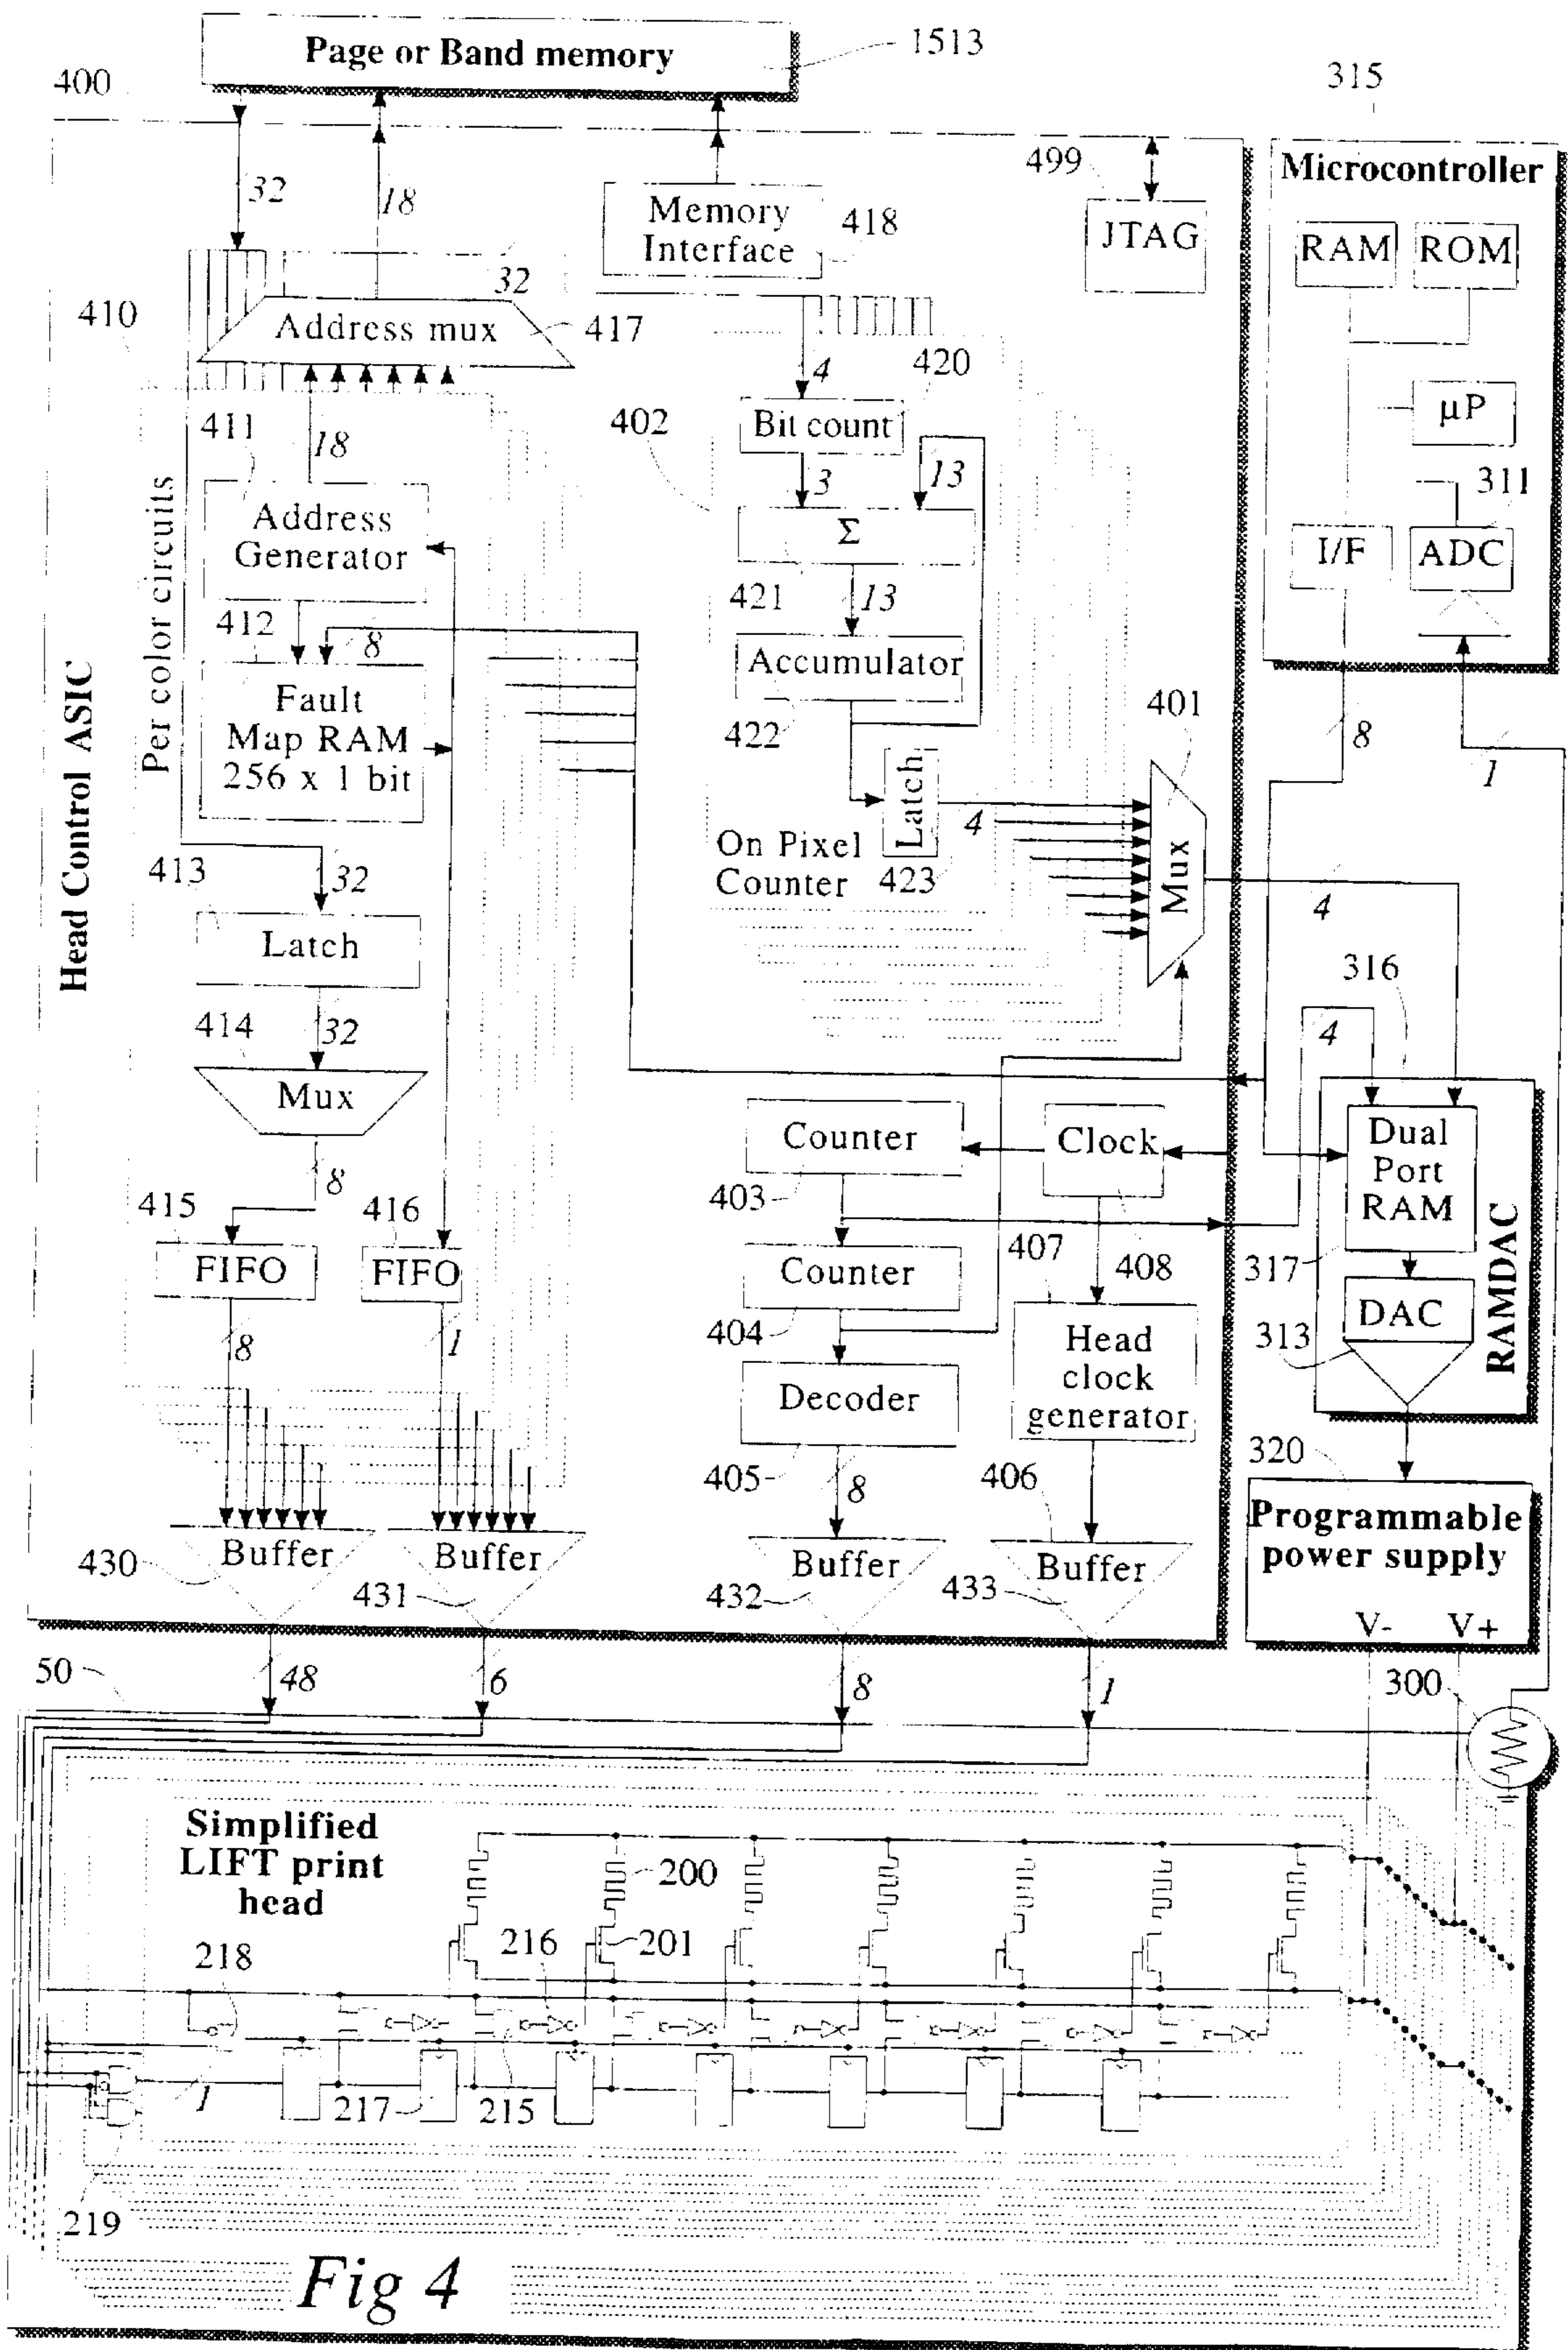 Page or Band memory
1513
400
315
32
18
Memory
Interface
418
499
JTAG
Microcontroller
RAM
ROM
410
32
Address mux
417
4
420
µP
411
18
402
Bit count
3
13
311
Per color circuits
Address
Generator
Σ
I/F
ADC
412
8
421
13
Head Control ASIC
Fault
Map RAM
256 x 1 bit
Accumulator
422
401
8
1
Latch
4
Mux
413
32
On Pixel
Counter
423
4
Latch
316
414
32
4
Mux
Counter
Clock
Dual
Port
RAM
8
403
415
416
407
408
317
FIFO
FIFO
Counter
DAC
RAMDAC
8
1
404
Head
clock
generator
313
Decoder
405
8
406
320
Programmable
power supply
430
Buffer
431
Buffer
432
Buffer
433
Buffer
V-
V+
50
48
6
8
1
300
Simplified
LIFT print
head
200
218
216
201
1
217
215
219
Fig 4